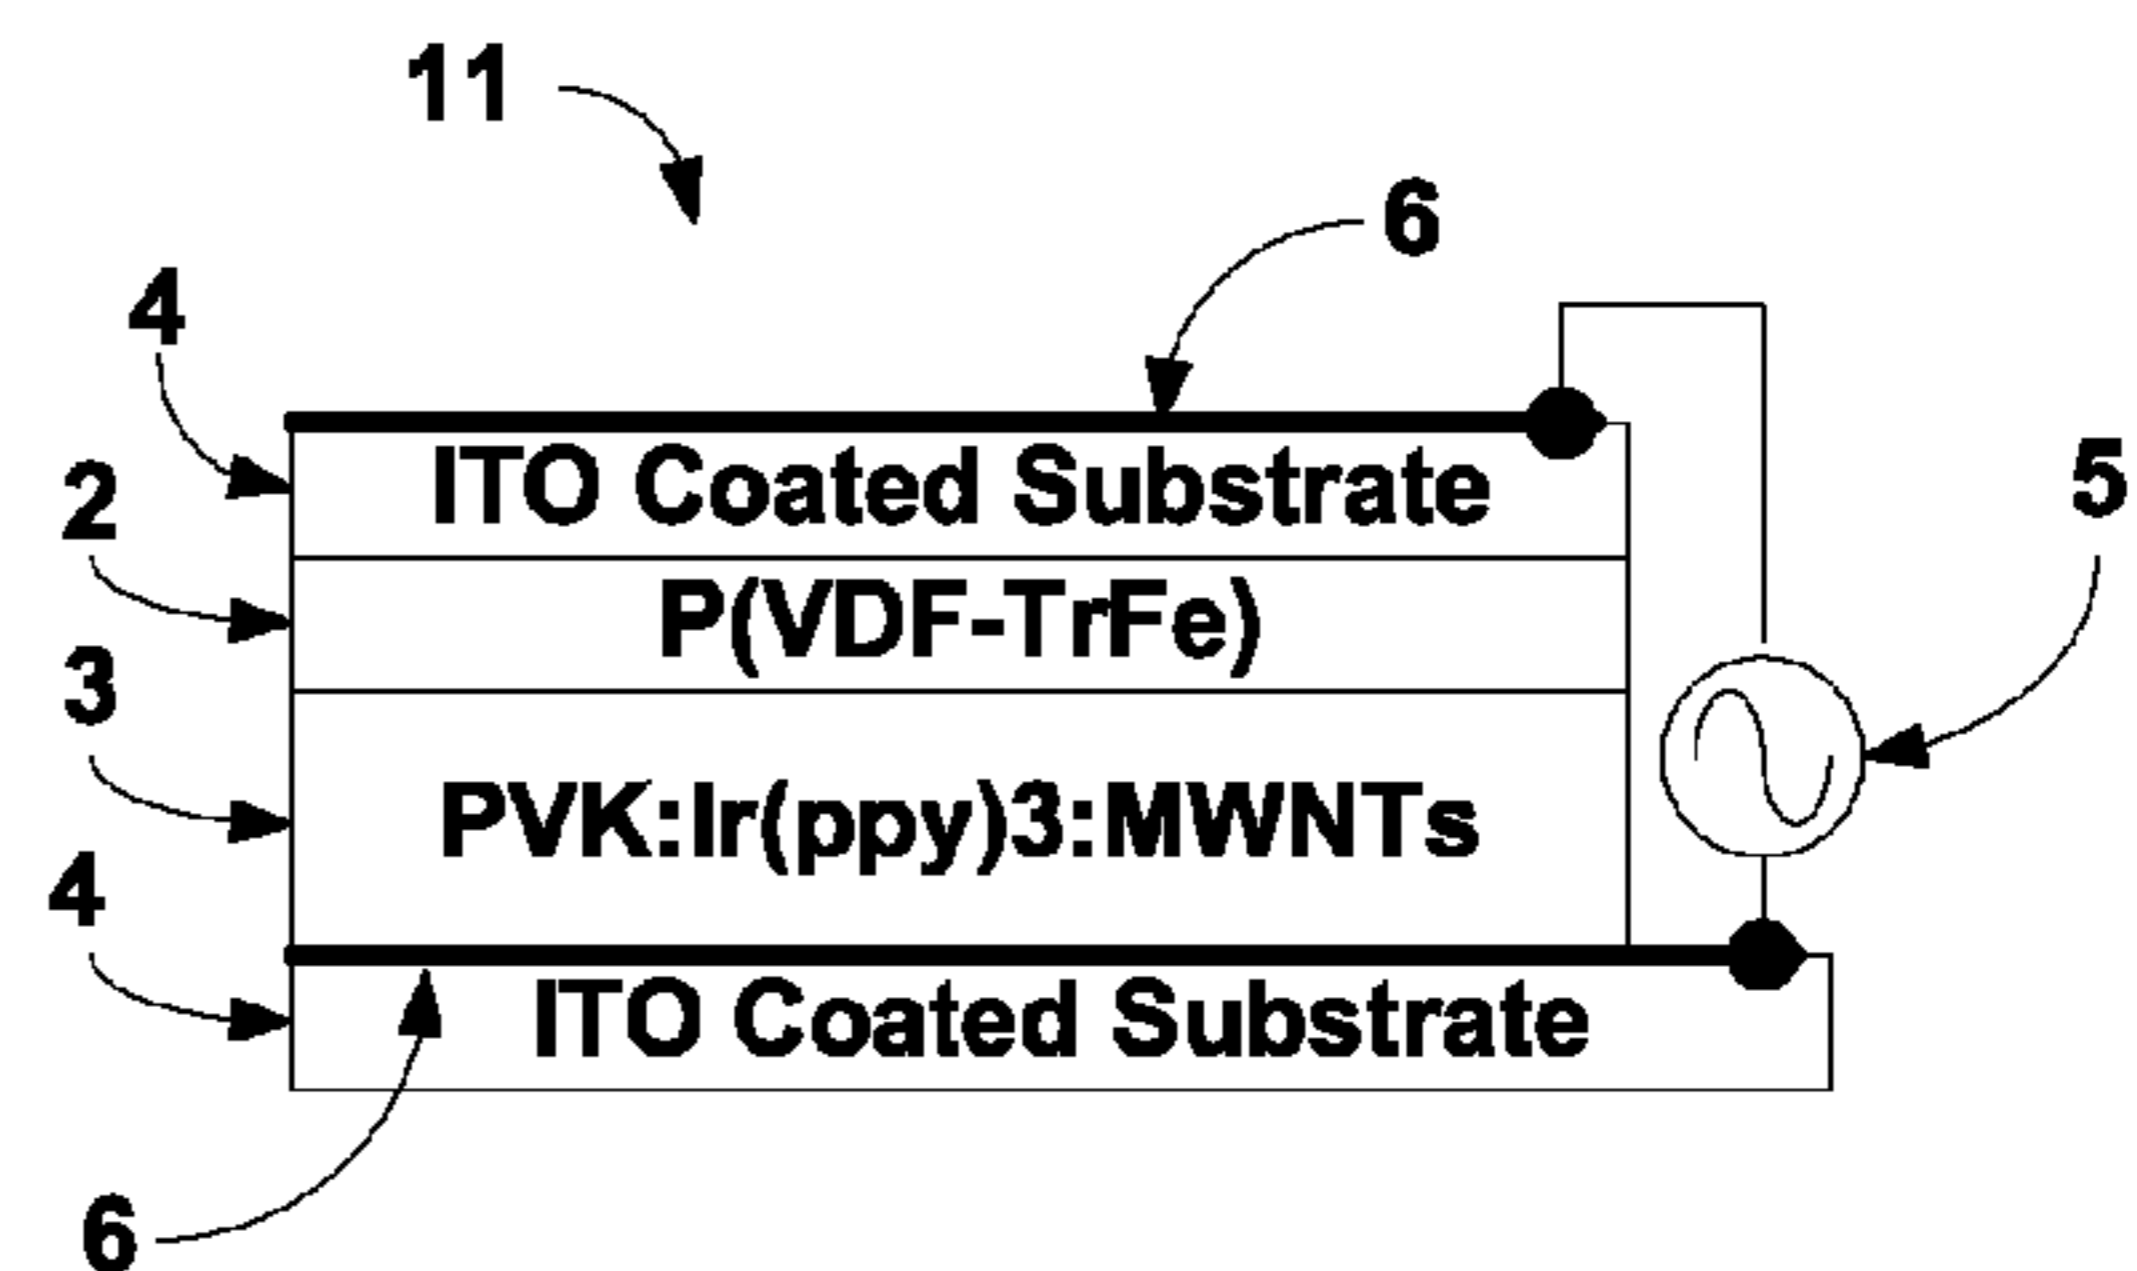 11
6
4
ITO Coated Substrate
5
2
P(VDF-TrFe)
3
PVK:Ir(ppy)3:MWNTs
4
ITO Coated Substrate
6